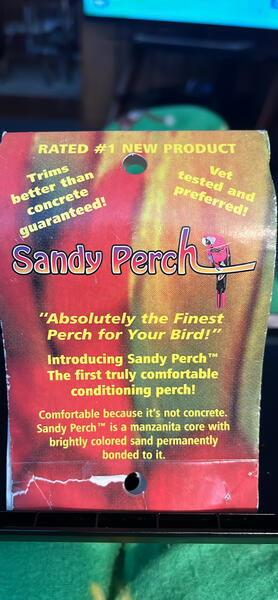 RATED #1 NEW PRODUCT
Trims
better than
concrete
guaranteed!
Vet
tested and
preferred!
Sandy Perch
"Absolutely the Finest
Perch for Your Bird!"
Introducing Sandy Perch™
The first truly comfortable
conditioning perch!
Comfortable because it's not concrete.
Sandy Perch™ is a manzanita core with
brightly colored sand permanently
bonded to it.